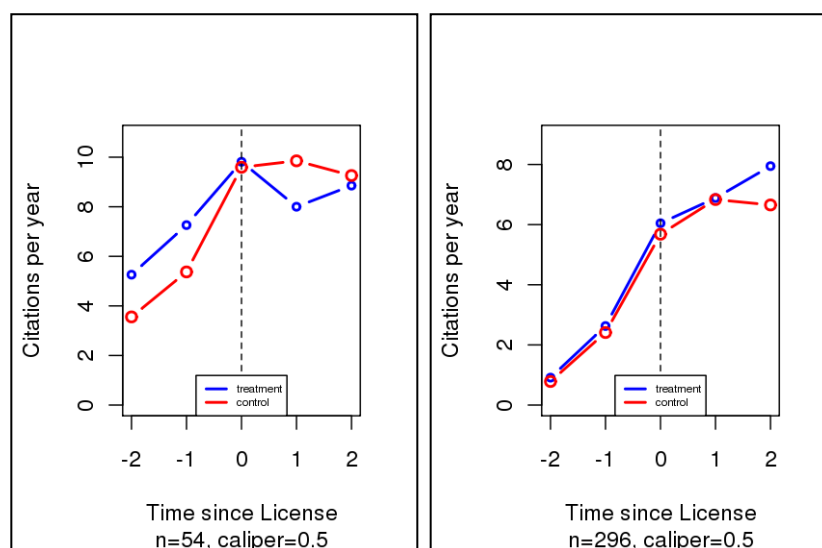 Citations per year
10
8
6
4
2
0
treatment
control
-2 -1 0 1 2
Time since License
n=54, caliper=0.5
Citations per year
8
6
4
2
0
treatment
control
-2 -1 0 1 2
Time since License
n=296, caliper=0.5